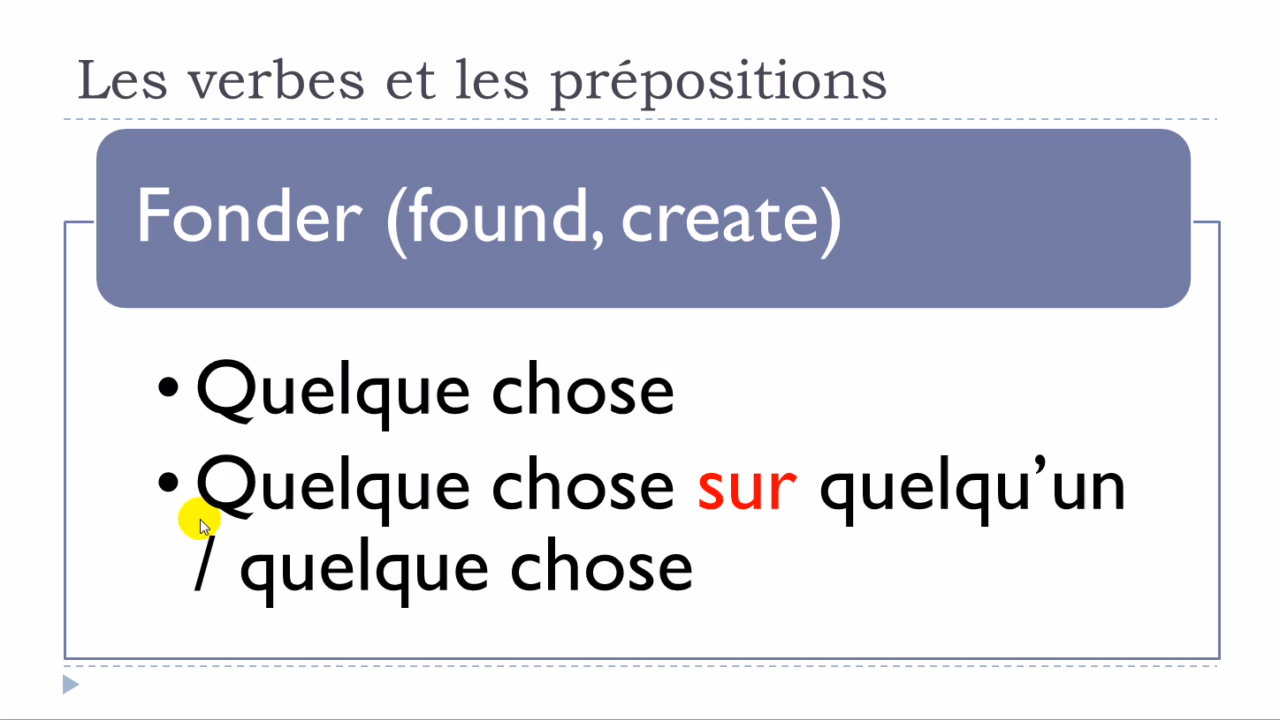 Les verbes et les prépositions
Fonder (found, create)
• Quelque chose
• Quelque chose sur quelqu’un
/ quelque chose